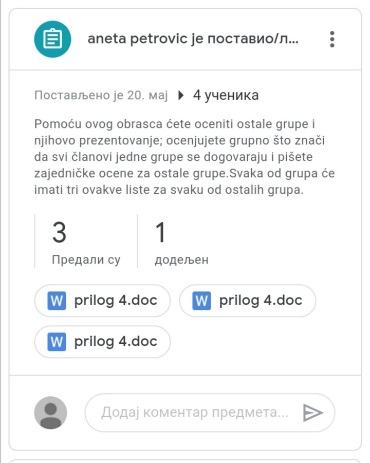 aneta petrovic је поставио/л...
Постављено је 20. мај ▸ 4 ученика
Pomoću ovog obrasca ćete oceniti ostale grupe i
njihovo prezentovanje; ocenjujete grupno što znači
da svi članovi jedne grupe se dogovaraju i pišete
zajedničke ocene za ostale grupe.Svaka od grupa će
imati tri ovakve liste za svaku od ostalih grupa.
3 1
Предали су додељен
W prilog 4.doc W prilog 4.doc
W prilog 4.doc
Додај коментар предмета...